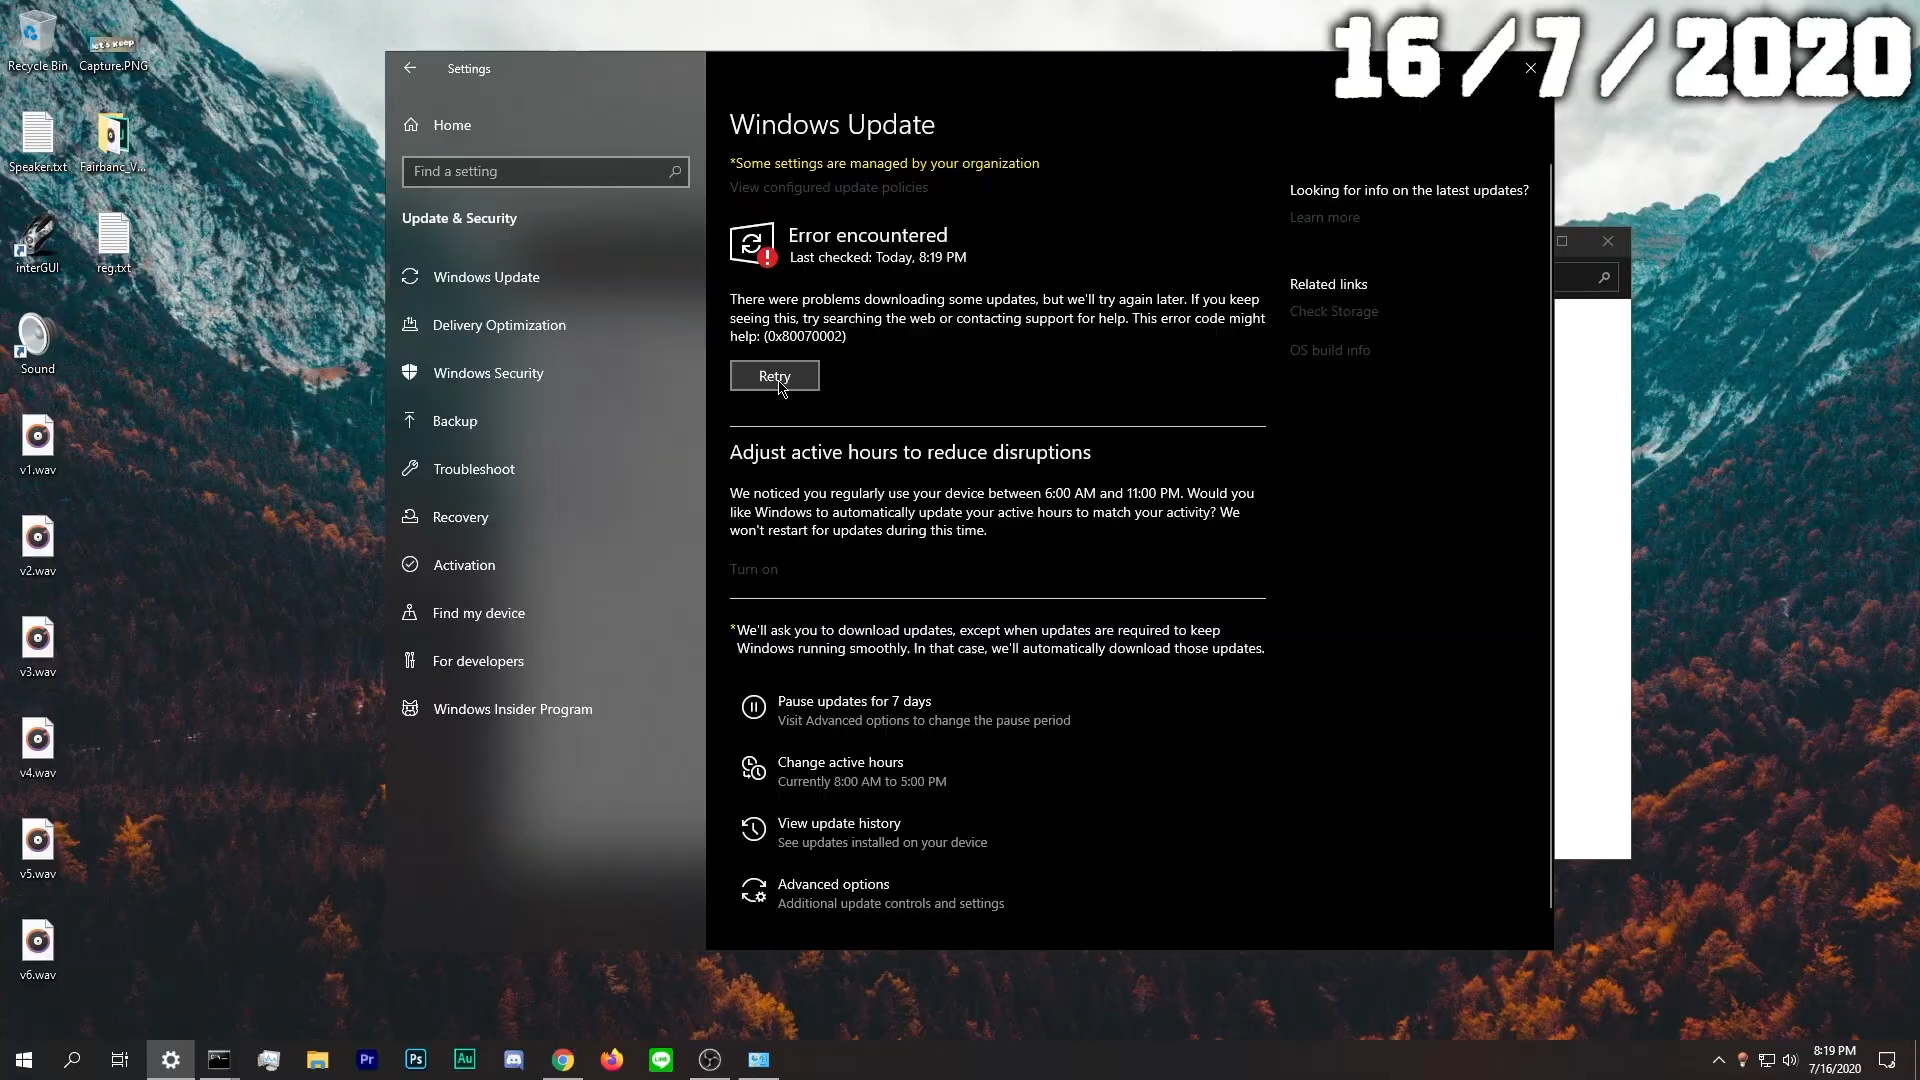 16/7/2020
Recycle Bin
Capture.PNG
Speaker.txt
Fairbanc_V...
interGUI
reg.txt
Sound
v1.wav
v2.wav
v3.wav
v4.wav
v5.wav
v6.wav
Settings
Home
Find a setting
Update & Security
Windows Update
Delivery Optimization
Windows Security
Backup
Troubleshoot
Recovery
Activation
Find my device
For developers
Windows Insider Program
Windows Update
*Some settings are managed by your organization
View configured update policies
Error encountered
Last checked: Today, 8:19 PM
There were problems downloading some updates, but we'll try again later. If you keep
seeing this, try searching the web or contacting support for help. This error code might
help: (0x80070002)
Retry
Adjust active hours to reduce disruptions
We noticed you regularly use your device between 6:00 AM and 11:00 PM. Would you
like Windows to automatically update your active hours to match your activity? We
won't restart for updates during this time.
Turn on
*We'll ask you to download updates, except when updates are required to keep
Windows running smoothly. In that case, we'll automatically download those updates.
Pause updates for 7 days
Visit Advanced options to change the pause period
Change active hours
Currently 8:00 AM to 5:00 PM
View update history
See updates installed on your device
Advanced options
Additional update controls and settings
Looking for info on the latest updates?
Learn more
Related links
Check Storage
OS build info
Pr
Ps
Au
LINE
8:19 PM
7/16/2020